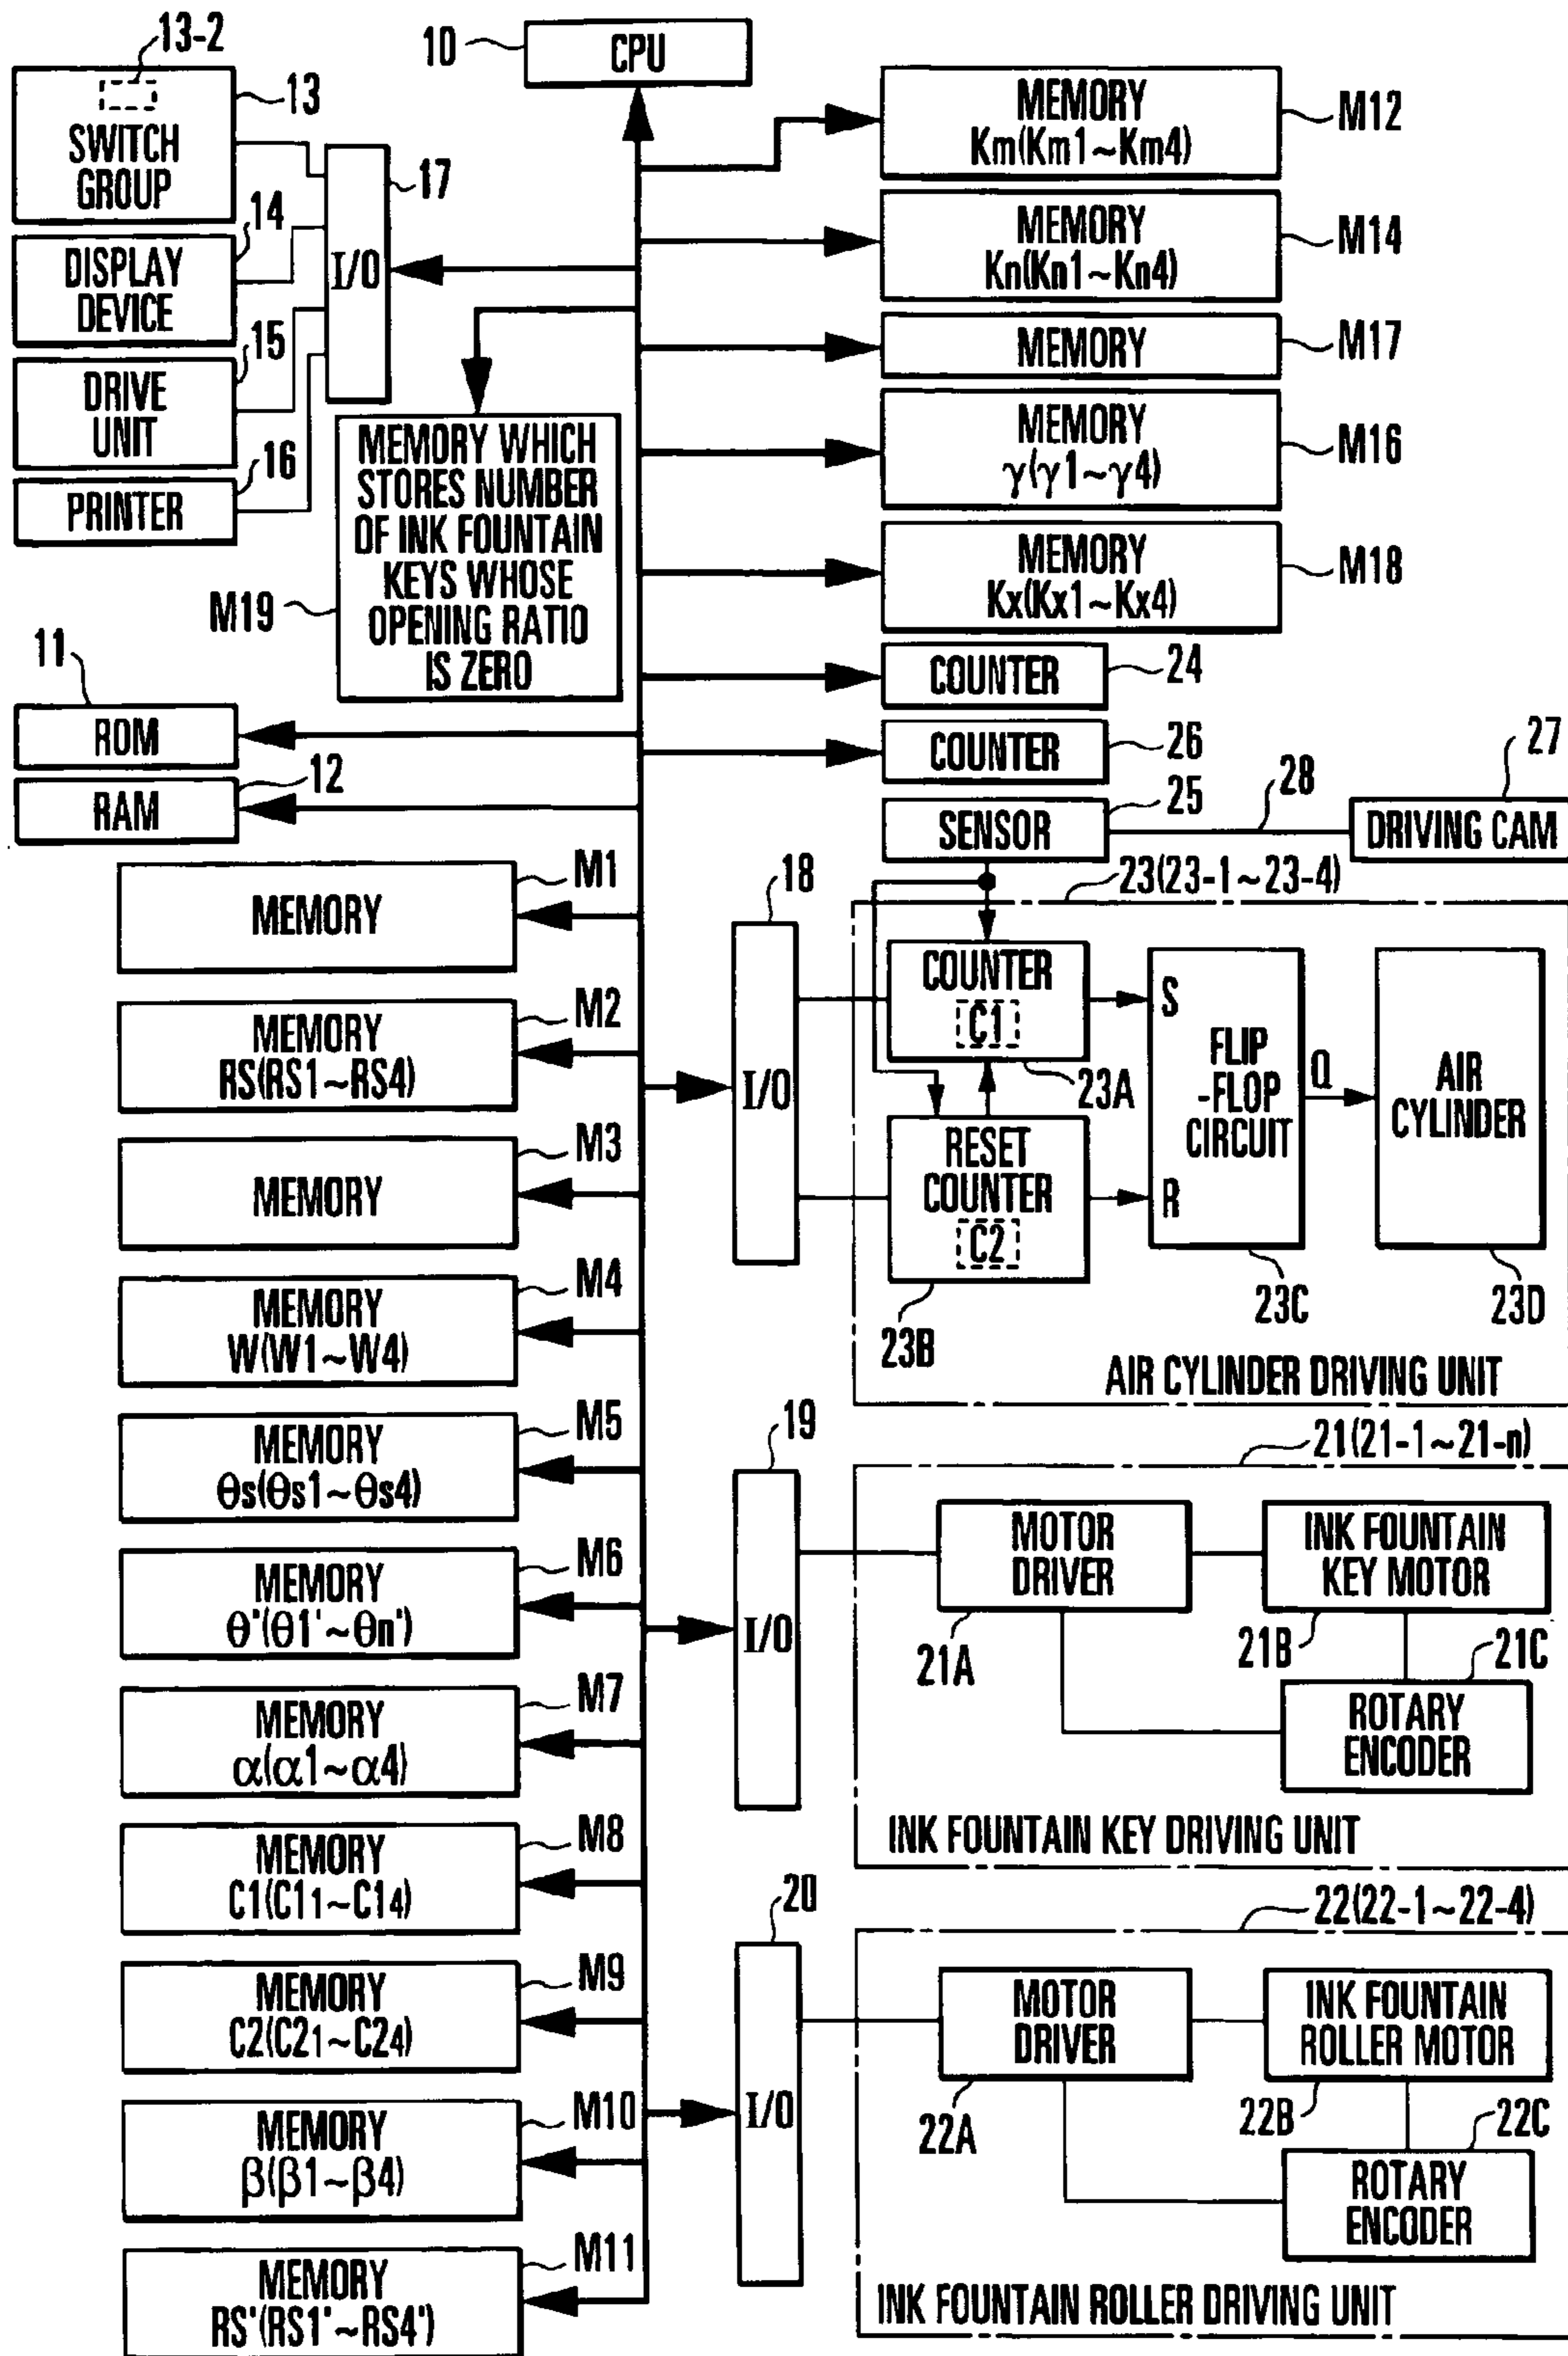 13-2
13
SWITCH
GROUP
14
DISPLAY
DEVICE
15
DRIVE
UNIT
16
PRINTER
17
I/O
10
CPU
MEMORY WHICH
STORES NUMBER
OF INK FOUNTAIN
KEYS WHOSE
OPENING RATIO
IS ZERO
M19
11
ROM
12
RAM
MEMORY
Km(Km1~Km4)
M12
MEMORY
Kn(Kn1~Kn4)
M14
MEMORY
M17
MEMORY
γ(γ1~γ4)
M16
MEMORY
Kx(Kx1~Kx4)
M18
COUNTER
24
COUNTER
26
SENSOR
25
28
27
DRIVING CAM
M1
MEMORY
M2
MEMORY
RS(RS1~RS4)
M3
MEMORY
M4
MEMORY
W(W1~W4)
M5
MEMORY
θs(θs1~θs4)
M6
MEMORY
θ'(θ1'~θn')
M7
MEMORY
α(α1~α4)
M8
MEMORY
C1(C11~C14)
M9
MEMORY
C2(C21~C24)
M10
MEMORY
β(β1~β4)
M11
MEMORY
RS'(RS1'~RS4')
18
I/O
23(23-1~23-4)
COUNTER
C1
23A
RESET
COUNTER
C2
23B
S
FLIP
-FLOP
CIRCUIT
R
Q
23C
AIR
CYLINDER
23D
AIR CYLINDER DRIVING UNIT
19
I/O
21(21-1~21-n)
MOTOR
DRIVER
21A
INK FOUNTAIN
KEY MOTOR
21B
21C
ROTARY
ENCODER
INK FOUNTAIN KEY DRIVING UNIT
20
I/O
22(22-1~22-4)
MOTOR
DRIVER
22A
INK FOUNTAIN
ROLLER MOTOR
22B
22C
ROTARY
ENCODER
INK FOUNTAIN ROLLER DRIVING UNIT